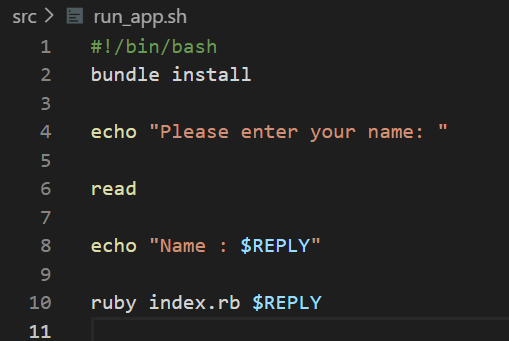 src > run_app.sh
1 #!/bin/bash
2 bundle install
3
4 echo "Please enter your name: "
5
6 read
7
8 echo "Name : $REPLY"
9
10 ruby index.rb $REPLY
11